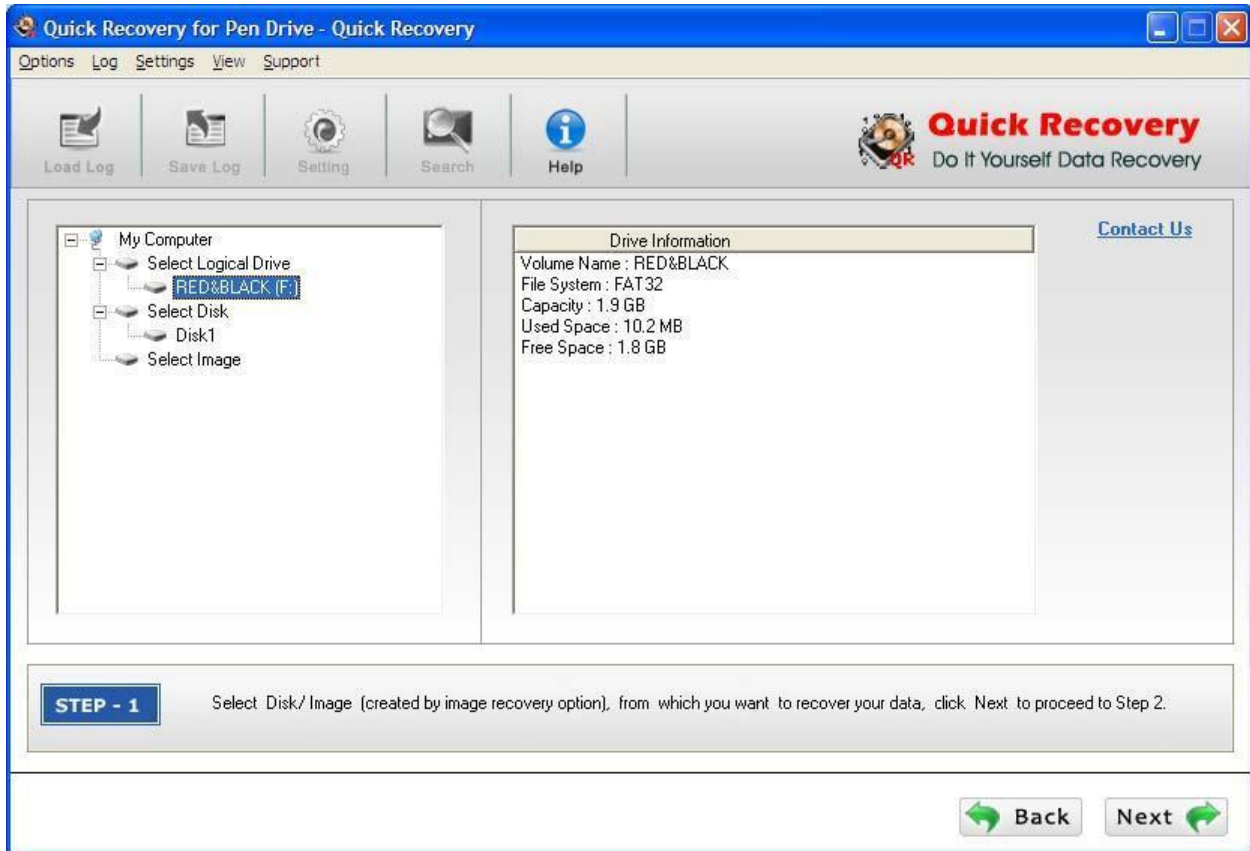 Quick Recovery for Pen Drive - Quick Recovery
Options Log Settings View Support
Load Log Save Log Setting Search Help
Quick Recovery
Do It Yourself Data Recovery
QR
My Computer
Select Logical Drive
RED&BLACK (F:)
Select Disk
Disk1
Select Image
Drive Information
Volume Name : RED&BLACK
File System : FAT32
Capacity : 1.9 GB
Used Space : 10.2 MB
Free Space : 1.8 GB
Contact Us
STEP - 1
Select Disk/ Image (created by image recovery option), from which you want to recover your data, click Next to proceed to Step 2.
Back Next